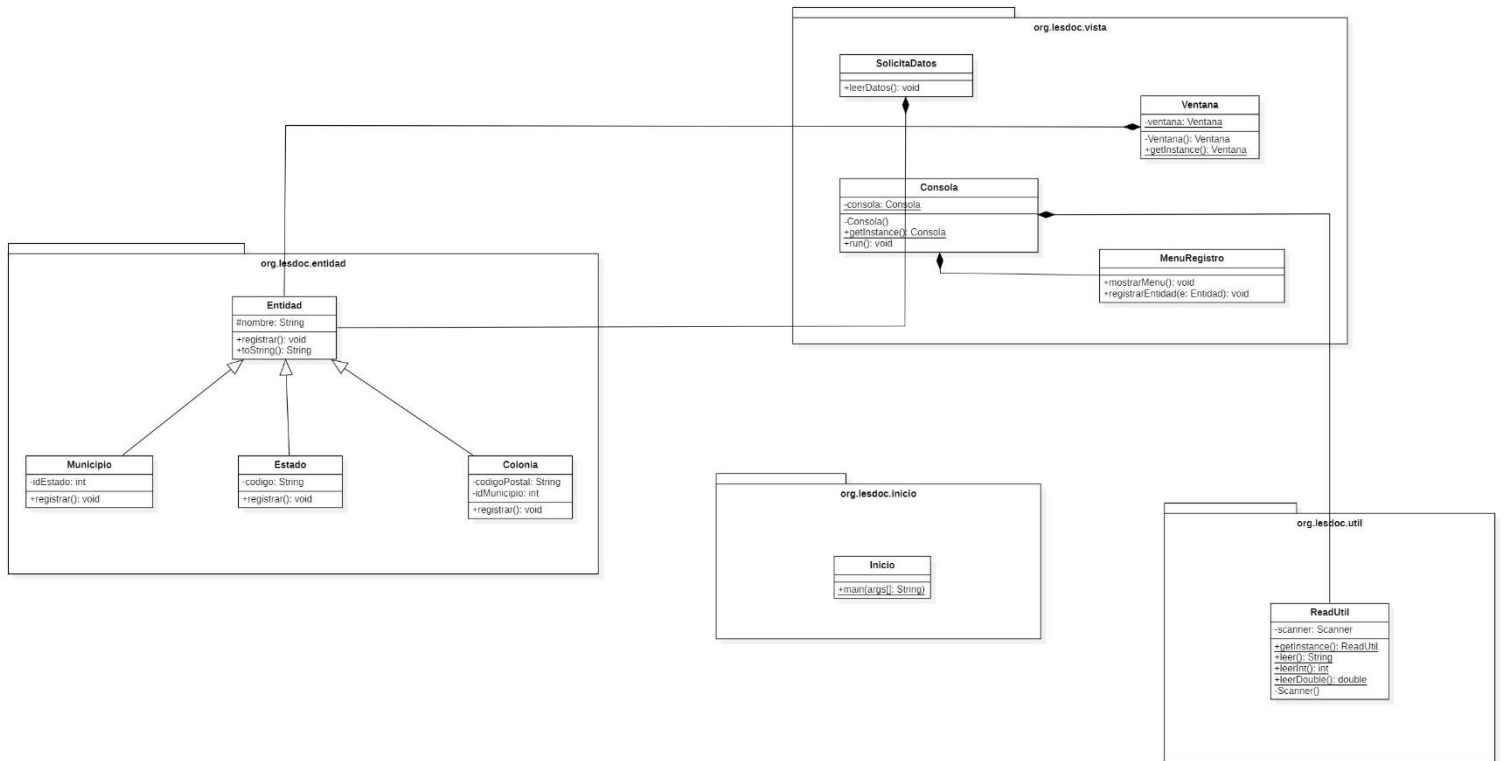 org.lesdoc.vista
SolicitaDatos
+leerDatos(): void
Ventana
-ventana: Ventana
-Ventana(): Ventana
+getInstance(): Ventana
Consola
-consola: Consola
-Consola()
+getInstance(): Consola
+run(): void
MenuRegistro
+mostrarMenu(): void
+registrarEntidad(e: Entidad): void
org.lesdoc.entidad
Entidad
#nombre: String
+registrar(): void
+toString(): String
Municipio
-idEstado: int
+registrar(): void
Estado
-codigo: String
+registrar(): void
Colonia
-codigoPostal: String
-idMunicipio: int
+registrar(): void
org.lesdoc.inicio
Inicio
+main(args[]: String)
org.lesdoc.util
ReadUtil
-scanner: Scanner
+getInstance(): ReadUtil
+leer(): String
+leerInt(): int
+leerDouble(): double
-Scanner()